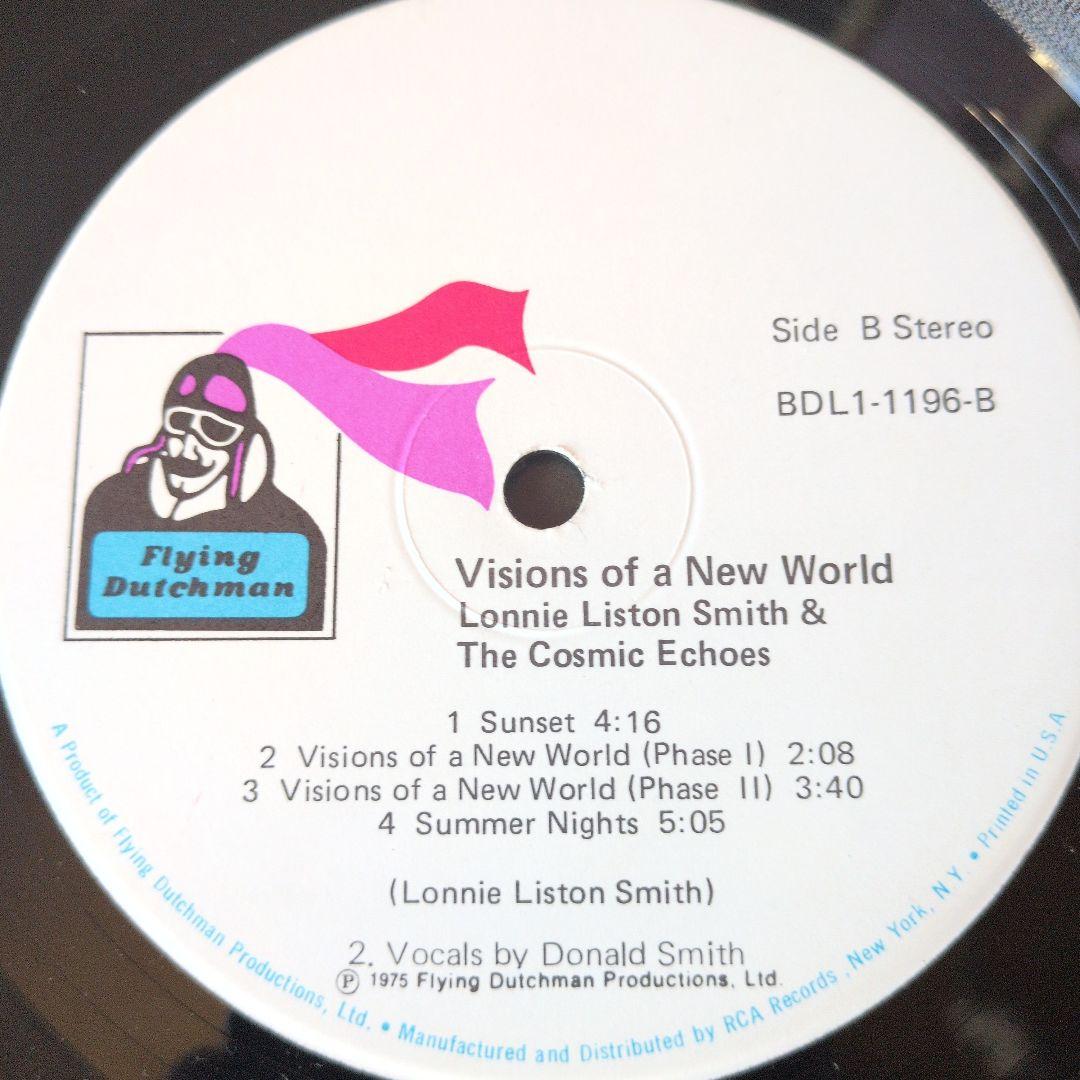 Side B Stereo
BDL1-1196-B
Flying
Dutchman
Visions of a New World
Lonnie Liston Smith &
The Cosmic Echoes
1 Sunset 4:16
2 Visions of a New World (Phase I) 2:08
3 Visions of a New World (Phase II) 3:40
4 Summer Nights 5:05
(Lonnie Liston Smith)
2. Vocals by Donald Smith
℗ 1975 Flying Dutchman Productions, Ltd.
A Product of Flying Dutchman Productions, Ltd. • Manufactured and Distributed by RCA Records, New York, N.Y. • Printed in U.S.A